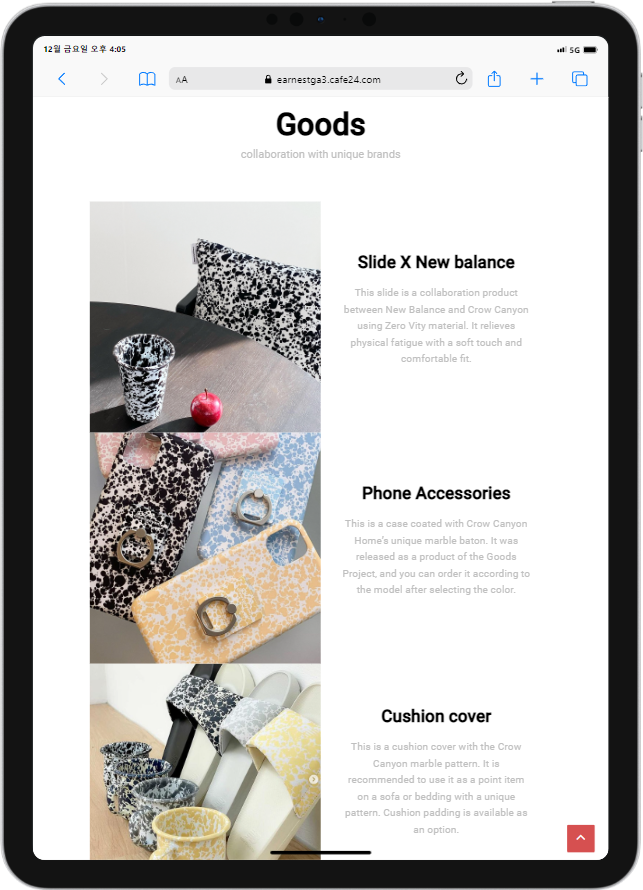 12월 금요일 오후 4:05
5G
AA
earnestga3.cafe24.com
Goods
collaboration with unique brands
Slide X New balance
This slide is a collaboration product
between New Balance and Crow Canyon
using Zero Vity material. It relieves
physical fatigue with a soft touch and
comfortable fit.
Phone Accessories
This is a case coated with Crow Canyon
Home's unique marble baton. It was
released as a product of the Goods
Project, and you can order it according to
the model after selecting the color.
Cushion cover
This is a cushion cover with the Crow
Canyon marble pattern. It is
recommended to use it as a point item
on a sofa or bedding with a unique
pattern. Cushion padding is available as
an option.